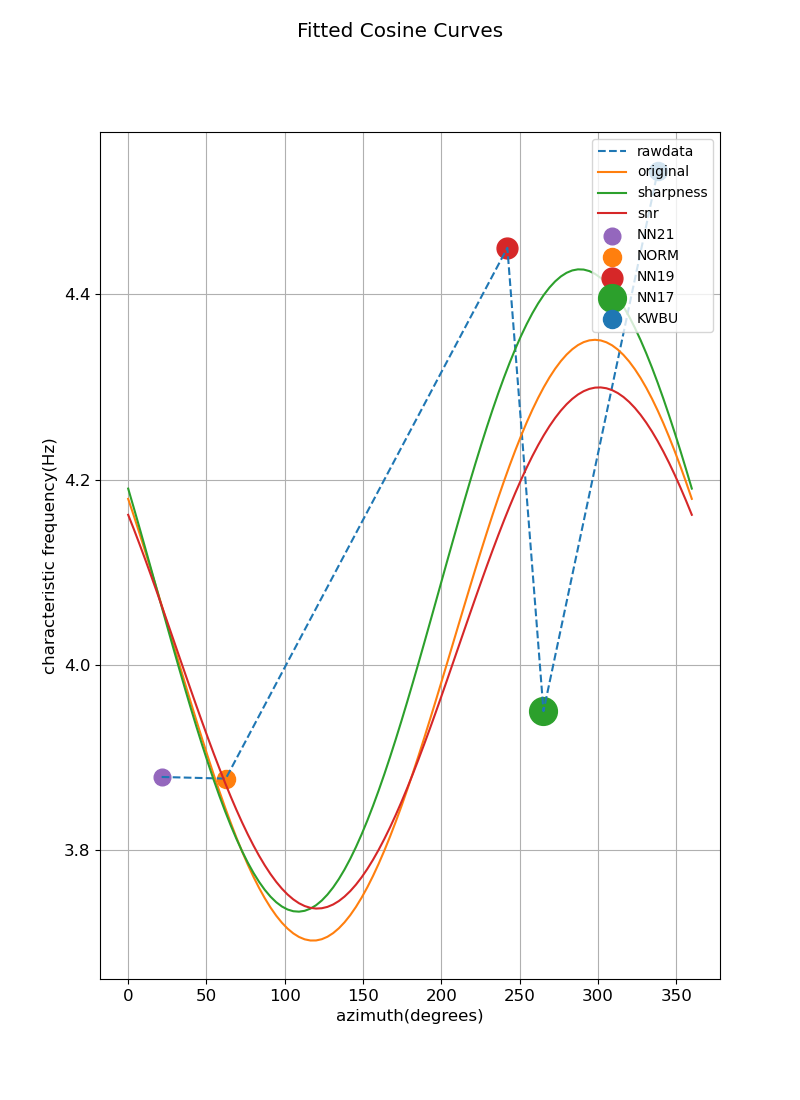 Fitted Cosine Curves
rawdata
original
sharpness
snr
NN21
NORM
NN19
NN17
KWBU
4.4
4.2
4.0
3.8
characteristic frequency(Hz)
0 50 100 150 200 250 300 350
azimuth(degrees)